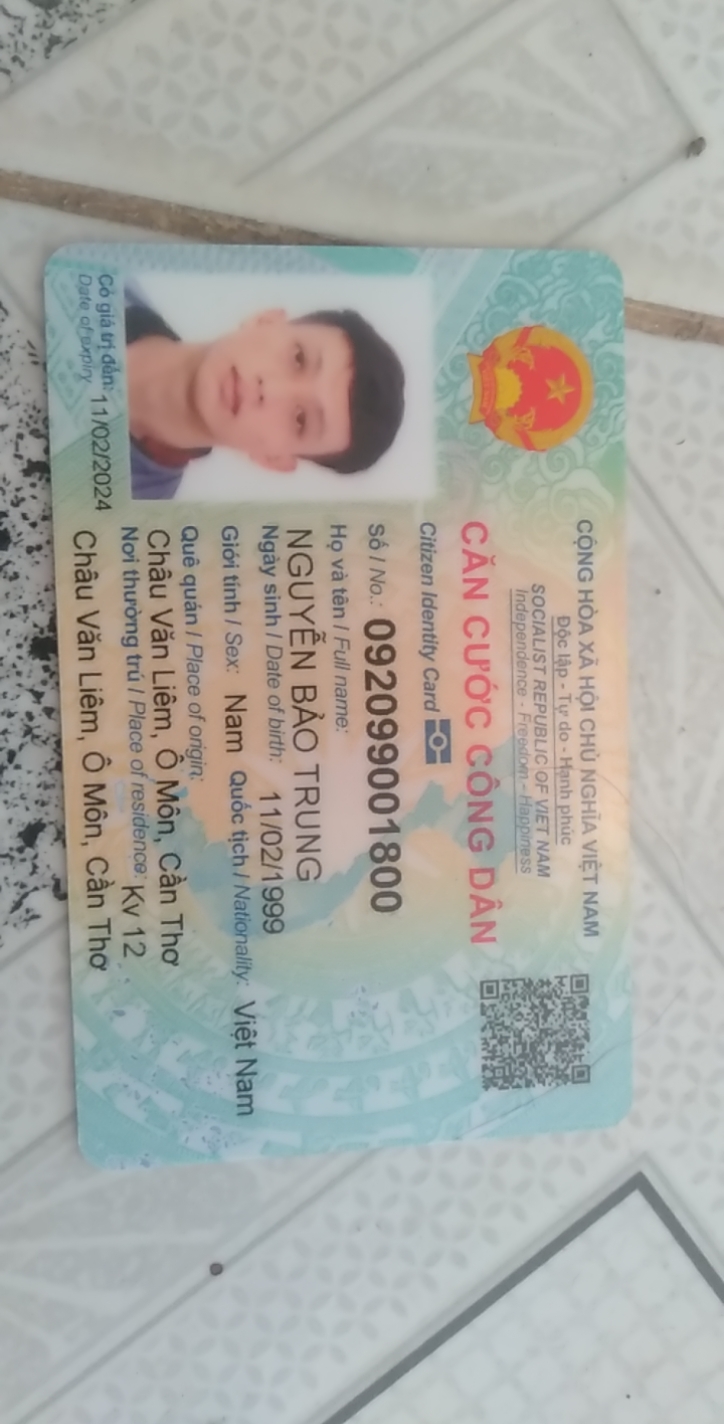 CỘNG HÒA XÃ HỘI CHỦ NGHĨA VIỆT NAM
Độc lập - Tự do - Hạnh phúc
SOCIALIST REPUBLIC OF VIET NAM
Independence - Freedom - Happiness
CĂN CƯỚC CÔNG DÂN
Citizen Identity Card
Số / No.: 092099001800
Họ và tên / Full name:
NGUYỄN BẢO TRUNG
Ngày sinh / Date of birth: 11/02/1999
Giới tính / Sex: Nam Quốc tịch / Nationality: Việt Nam
Quê quán / Place of origin:
Châu Văn Liêm, Ô Môn, Cần Thơ
Nơi thường trú / Place of residence: Kv 12
Châu Văn Liêm, Ô Môn, Cần Thơ
Có giá trị đến: 11/02/2024
Date of expiry